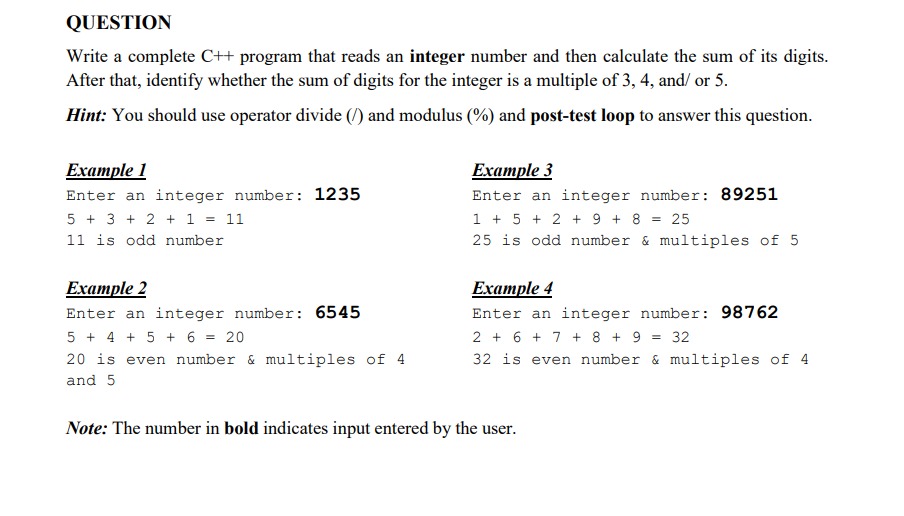 QUESTION
Write a complete C++ program that reads an integer number and then calculate the sum of its digits.
After that, identify whether the sum of digits for the integer is a multiple of 3, 4, and/ or 5.
Hint: You should use operator divide (/) and modulus (%) and post-test loop to answer this question.
Example 1
Enter an integer number: 1235
5 + 3 + 2 + 1 = 11
11 is odd number
Example 2
Enter an integer number: 6545
5 + 4 + 5 + 6 = 20
20 is even number & multiples of 4
and 5
Example 3
Enter an integer number: 89251
1 + 5 + 2 + 9 + 8 = 25
25 is odd number & multiples of 5
Example 4
Enter an integer number: 98762
2 + 6 + 7 + 8 + 9 = 32
32 is even number & multiples of 4
Note: The number in bold indicates input entered by the user.